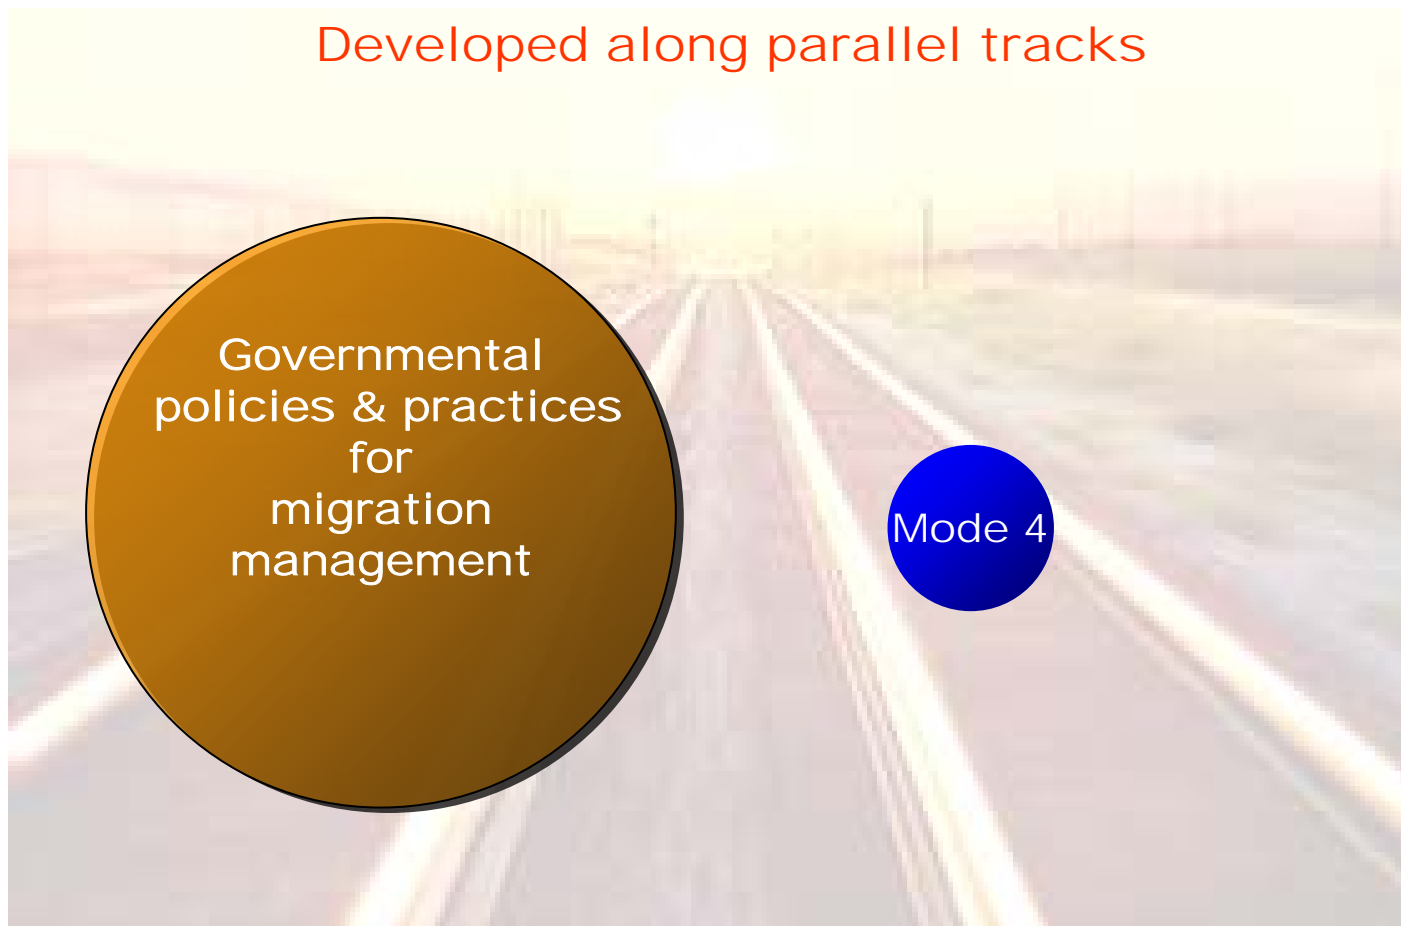 Developed along parallel tracks
Governmental
policies & practices
for
migration
management
Mode 4